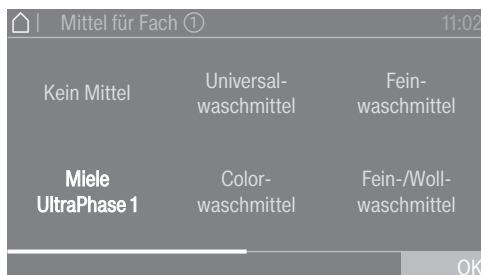 Mittel für Fach ① 11:02
Kein Mittel
Universal-
waschmittel
Fein-
waschmittel
Miele
UltraPhase 1
Color-
waschmittel
Fein-/Woll-
waschmittel
OK